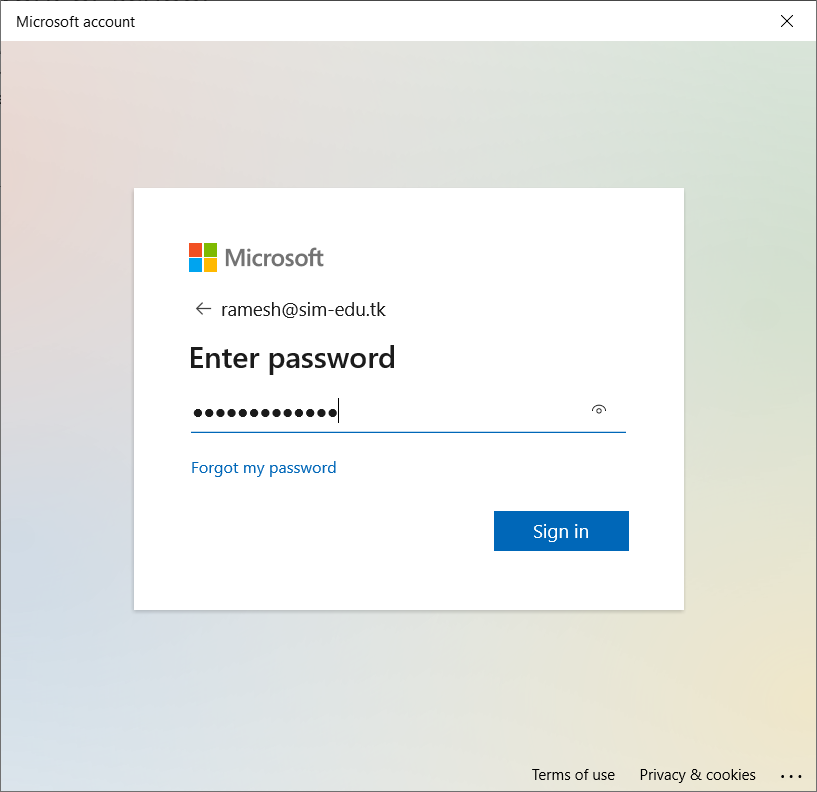 Microsoft account
Microsoft
ramesh@sim-edu.tk
Enter password
●●●●●●●●●●●●●
Forgot my password
Sign in
Terms of use Privacy & cookies ...